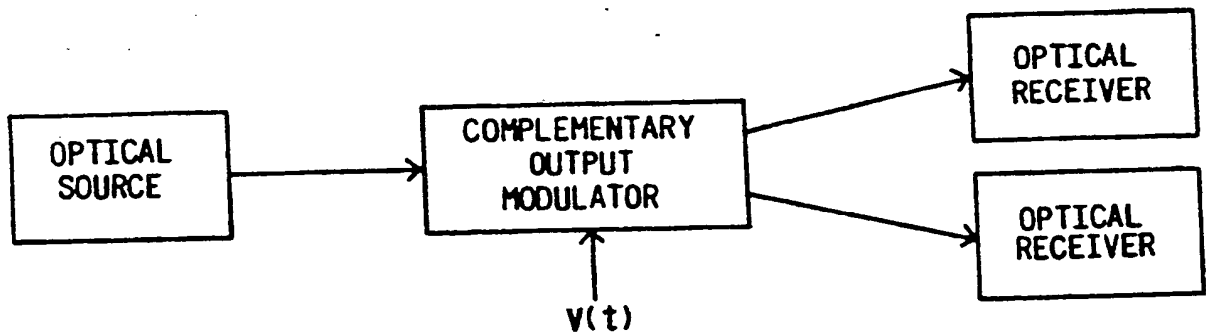 OPTICAL
SOURCE
COMPLEMENTARY
OUTPUT
MODULATOR
V(t)
OPTICAL
RECEIVER
OPTICAL
RECEIVER